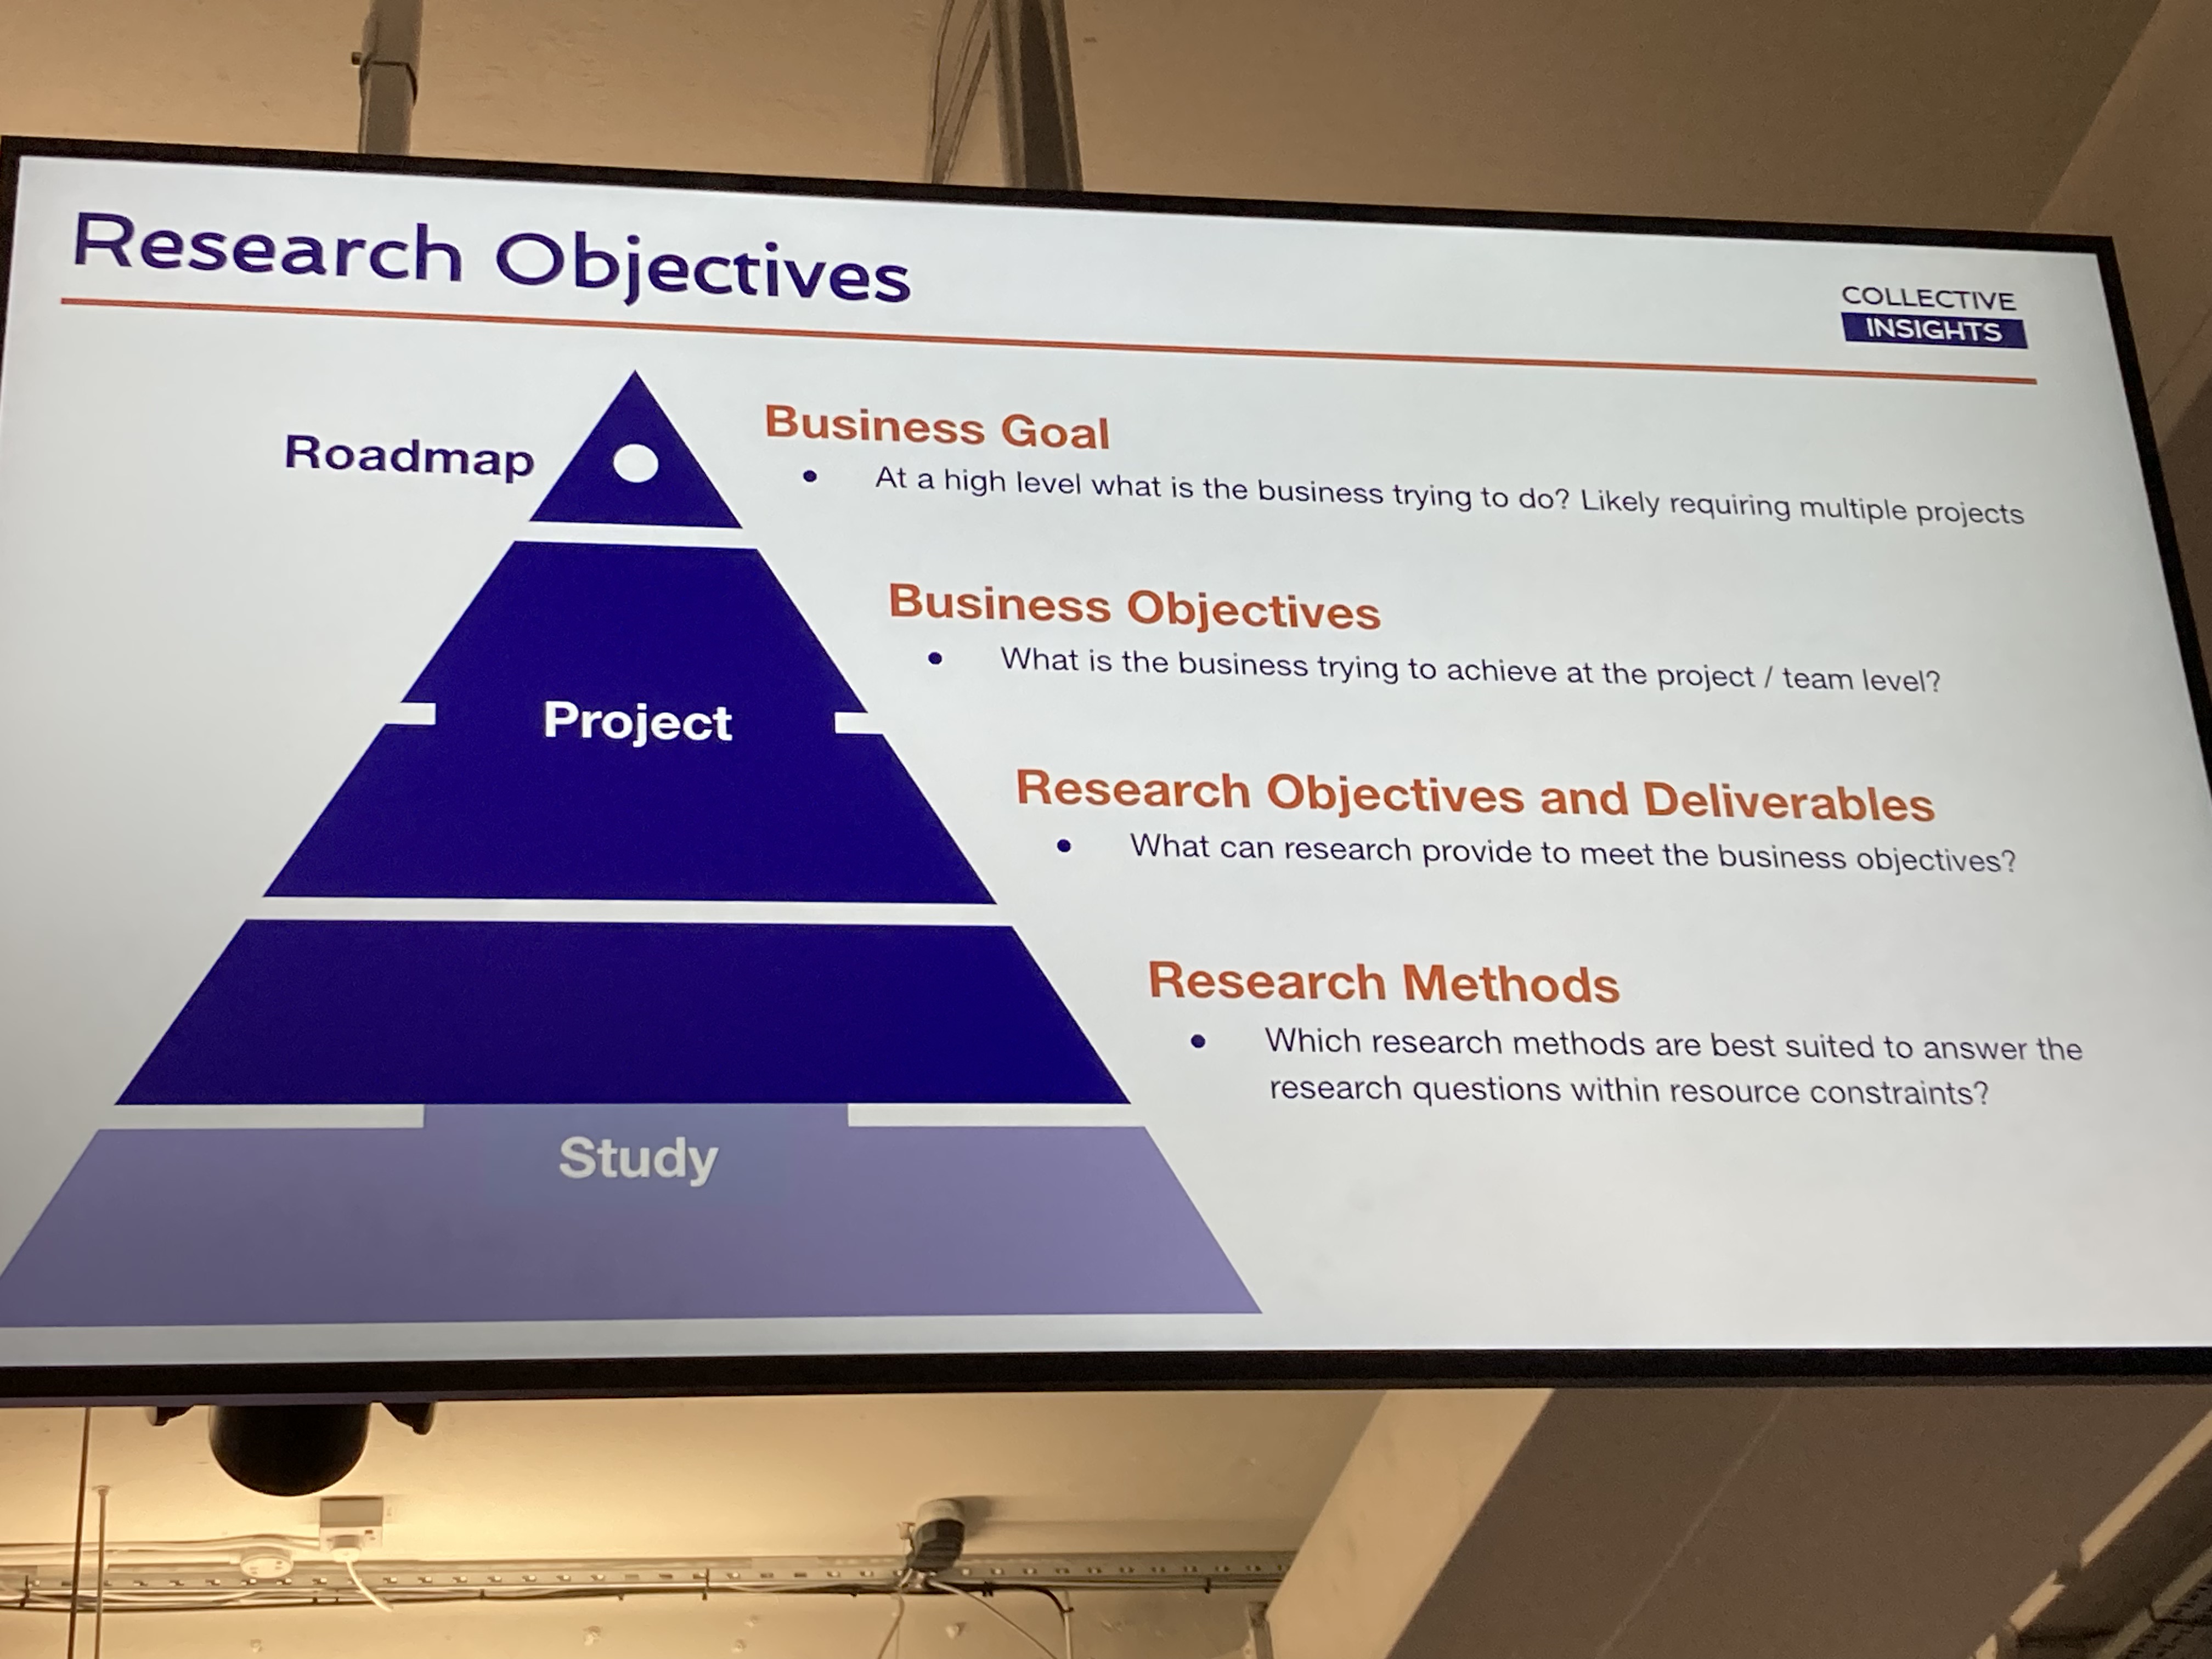 Research Objectives
COLLECTIVE
INSIGHTS
Roadmap
Business Goal
• At a high level what is the business trying to do? Likely requiring multiple projects
Business Objectives
• What is the business trying to achieve at the project / team level?
Project
Research Objectives and Deliverables
• What can research provide to meet the business objectives?
Research Methods
• Which research methods are best suited to answer the
research questions within resource constraints?
Study